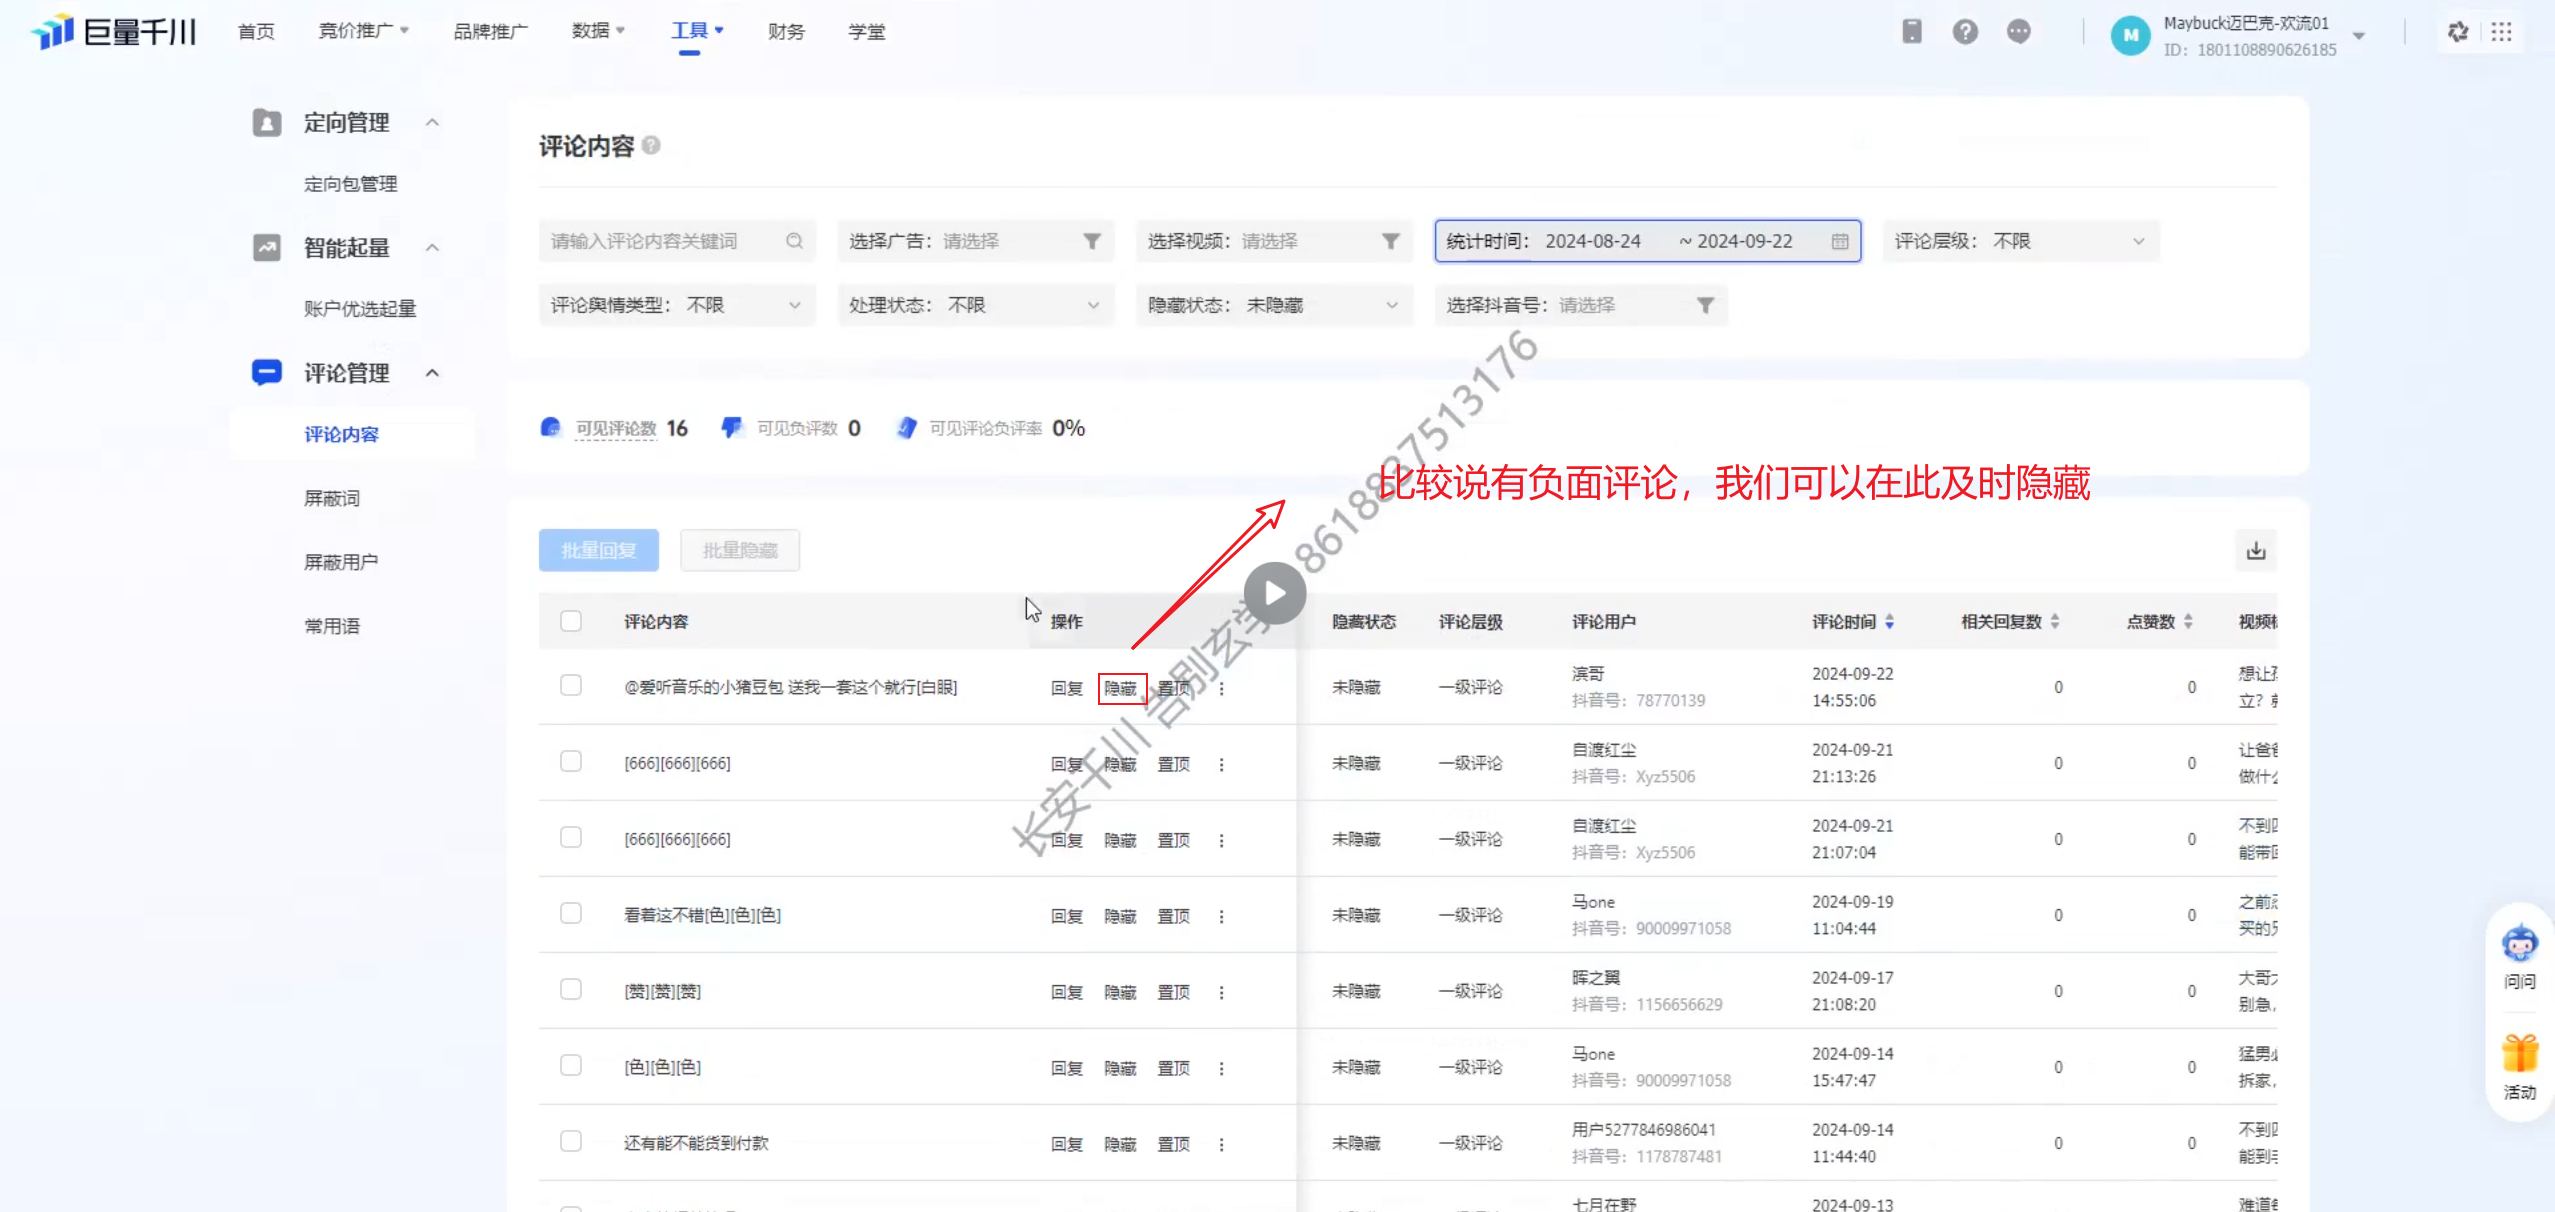 巨量千川
首页 竞价推广 品牌推广 数据 工具 财务 学堂
M Maybuck迈巴克-欢流01
ID: 1801108890626185
定向管理
定向包管理
智能起量
账户优选起量
评论管理
评论内容
屏蔽词
屏蔽用户
常用语
评论内容
请输入评论内容关键词 选择广告: 请选择 选择视频: 请选择 统计时间: 2024-08-24 ~ 2024-09-22 评论层级: 不限
评论舆情类型: 不限 处理状态: 不限 隐藏状态: 未隐藏 选择抖音号: 请选择
可见评论数 16 可见负评数 0 可见评论负评率 0%
比较说有负面评论，我们可以在此及时隐藏
批量回复 批量隐藏
长安千川 告别玄学 8618837513176
评论内容 操作 隐藏状态 评论层级 评论用户 评论时间 相关回复数 点赞数
@爱听音乐的小猪豆包 送我一套这个就行[白眼] 回复 隐藏 置顶 未隐藏 一级评论 滨哥 抖音号: 78770139 2024-09-22 14:55:06 0 0 想让
立?
[666][666][666] 回复 隐藏 置顶 未隐藏 一级评论 自渡红尘 抖音号: Xyz5506 2024-09-21 21:13:26 0 0 让爸
做什
[666][666][666] 回复 隐藏 置顶 未隐藏 一级评论 自渡红尘 抖音号: Xyz5506 2024-09-21 21:07:04 0 0 不到
能带
看着这不错[色][色][色] 回复 隐藏 置顶 未隐藏 一级评论 马one 抖音号: 90009971058 2024-09-19 11:04:44 0 0 之前
买的
[赞][赞][赞] 回复 隐藏 置顶 未隐藏 一级评论 晖之翼 抖音号: 1156656629 2024-09-17 21:08:20 0 0 大哥
别急,
[色][色][色] 回复 隐藏 置顶 未隐藏 一级评论 马one 抖音号: 90009971058 2024-09-14 15:47:47 0 0 猛男
拆家,
还有能不能货到付款 回复 隐藏 置顶 未隐藏 一级评论 用户5277846986041 抖音号: 1178787481 2024-09-14 11:44:40 0 0 不到
能到
七月在野 2024-09-13 难道
问问
活动